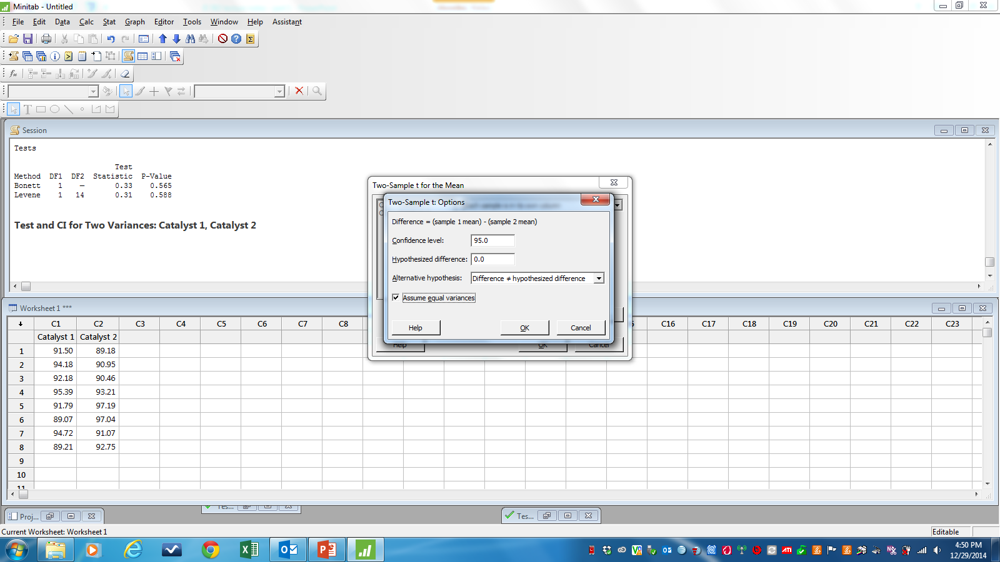 Minitab - Untitled
File Edit Data Calc Stat Graph Editor Tools Window Help Assistant
Session
Tests
Test
Method DF1 DF2 Statistic P-Value
Bonett 1 — 0.33 0.565
Levene 1 14 0.31 0.588
Test and CI for Two Variances: Catalyst 1, Catalyst 2
Two-Sample t for the Mean
Two-Sample t: Options
Difference = (sample 1 mean) - (sample 2 mean)
Confidence level: 95.0
Hypothesized difference: 0.0
Alternative hypothesis: Difference ≠ hypothesized difference
Assume equal variances
Help OK Cancel
Help OK Cancel
Worksheet 1 ***
C1 C2 C3 C4 C5 C6 C7 C8 C16 C17 C18 C19 C20 C21 C22 C23
Catalyst 1 Catalyst 2
1 91.50 89.18
2 94.18 90.95
3 92.18 90.46
4 95.39 93.21
5 91.79 97.19
6 89.07 97.04
7 94.72 91.07
8 89.21 92.75
9
10
11
Proj... Tes... Tes...
Current Worksheet: Worksheet 1 Editable
4:50 PM
12/29/2014